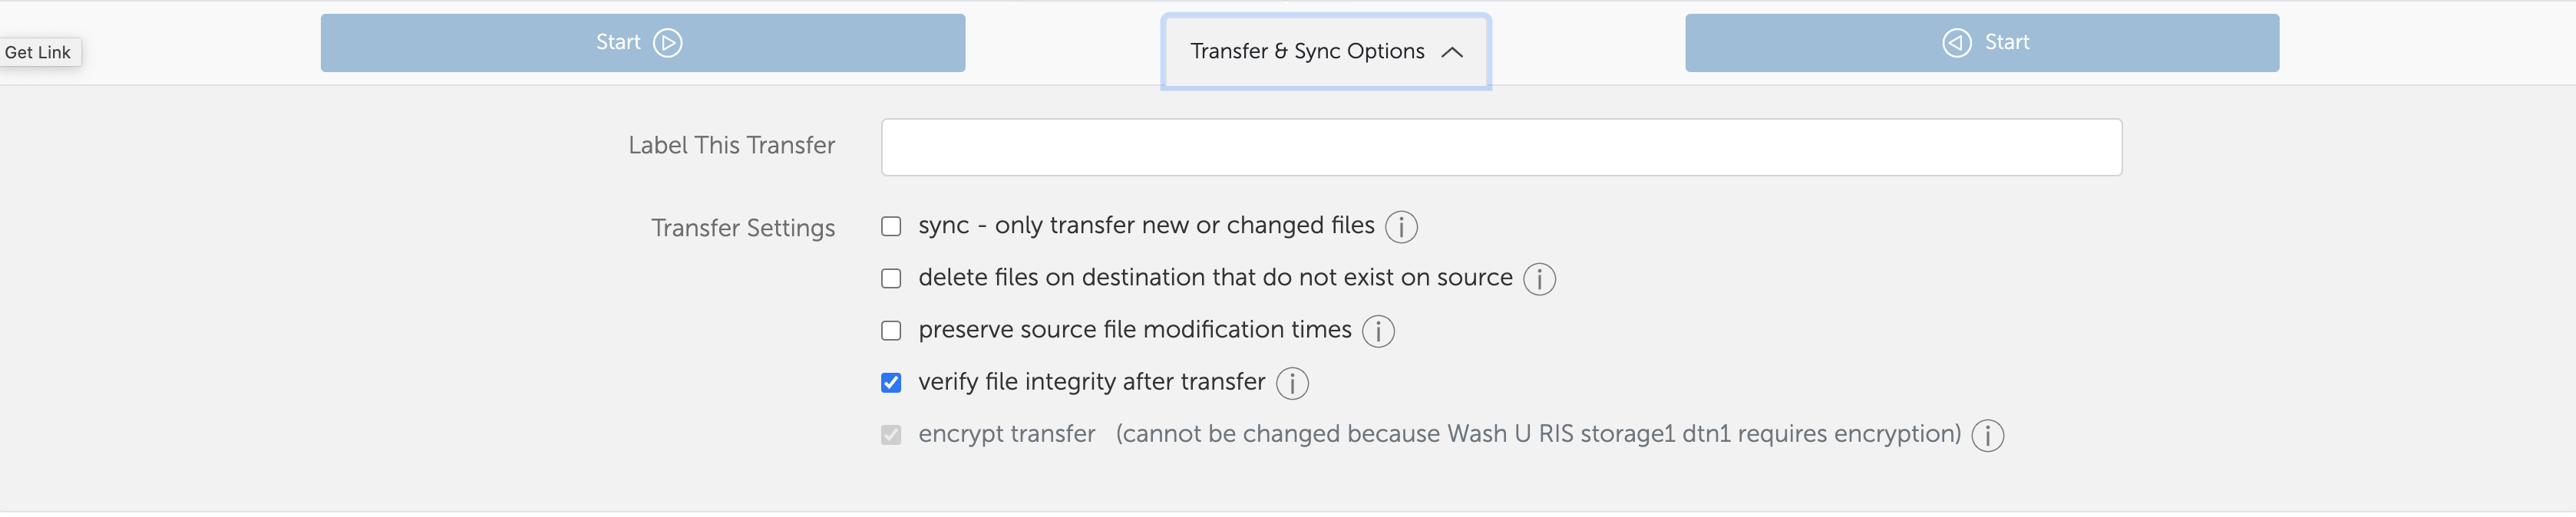 Get Link
Start
Transfer & Sync Options
Start
Label This Transfer
Transfer Settings
sync - only transfer new or changed files
delete files on destination that do not exist on source
preserve source file modification times
verify file integrity after transfer
encrypt transfer (cannot be changed because Wash U RIS storage1 dtn1 requires encryption)